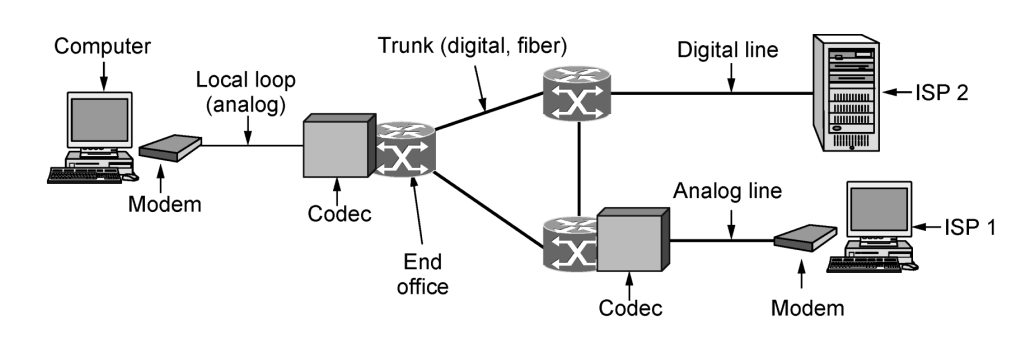 Computer
Trunk (digital, fiber)
Digital line
Local loop
(analog)
ISP 2
Modem
Codec
Analog line
ISP 1
End
office
Codec
Modem